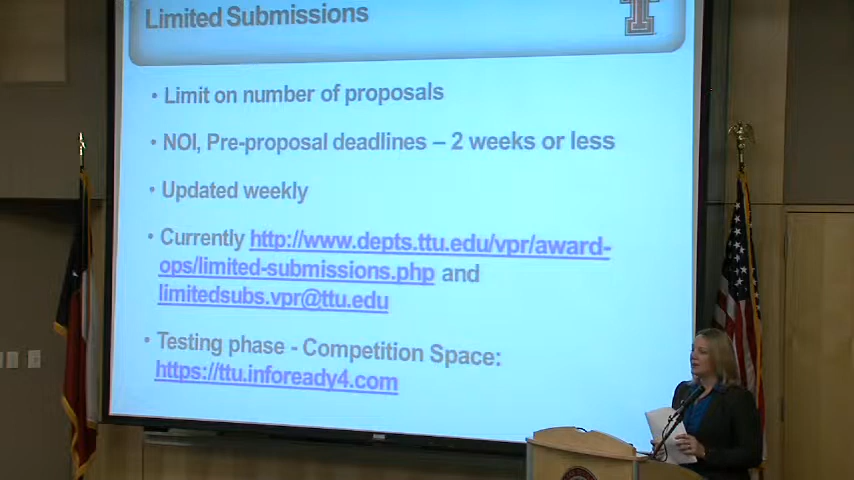 Limited Submissions
• Limit on number of proposals
• NOI, Pre-proposal deadlines – 2 weeks or less
• Updated weekly
• Currently http://www.depts.ttu.edu/vpr/award-
ops/limited-submissions.php and
limitedsubs.vpr@ttu.edu
• Testing phase - Competition Space:
https://ttu.infoready4.com